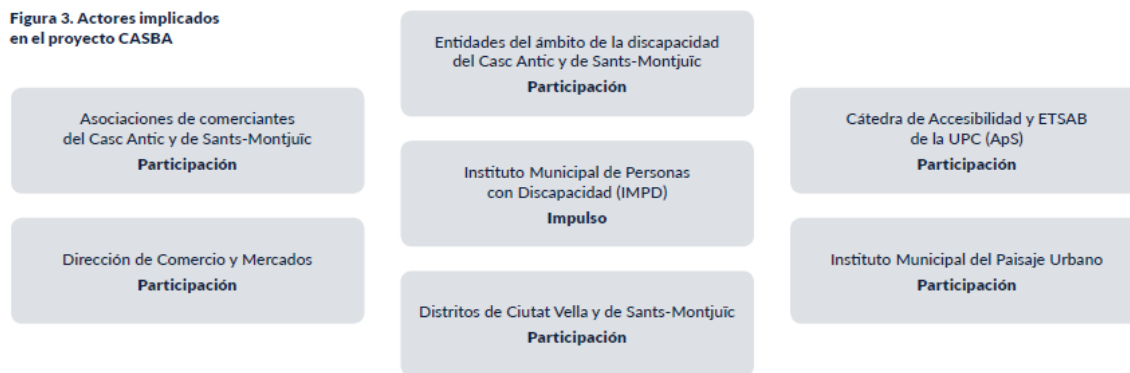 Figura 3. Actores implicados
en el proyecto CASBA
Entidades del ámbito de la discapacidad
del Casc Antic y de Sants-Montjuïc
Participación
Asociaciones de comerciantes
del Casc Antic y de Sants-Montjuïc
Participación
Cátedra de Accesibilidad y ETSAB
de la UPC (ApS)
Participación
Instituto Municipal de Personas
con Discapacidad (IMPD)
Impulso
Dirección de Comercio y Mercados
Participación
Instituto Municipal del Paisaje Urbano
Participación
Distritos de Ciutat Vella y de Sants-Montjuïc
Participación